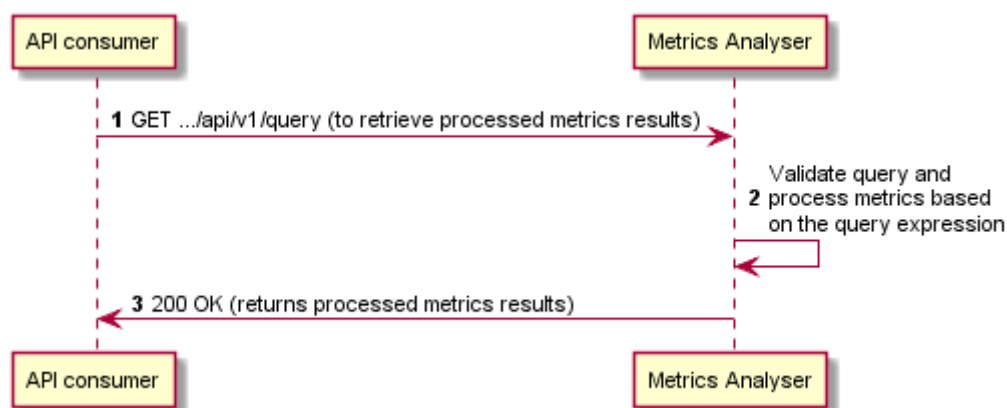 API consumer
Metrics Analyser
1 GET .../api/v1/query (to retrieve processed metrics results)
Validate query and
2 process metrics based
on the query expression
3 200 OK (returns processed metrics results)
API consumer
Metrics Analyser